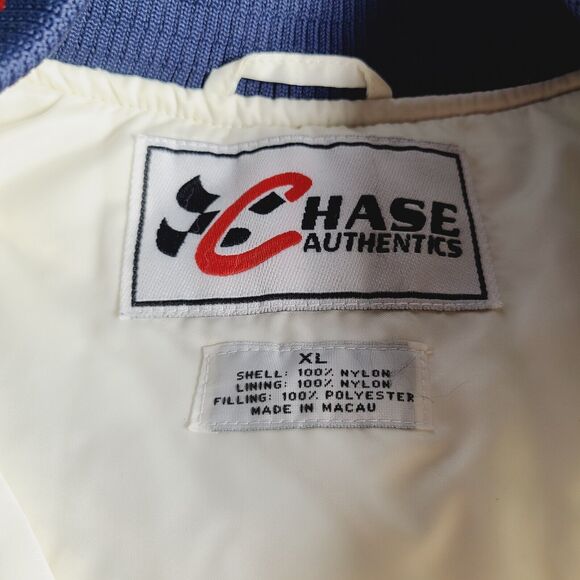 CHASE
AUTHENTICS
XL
SHELL: 100% NYLON
LINING: 100% NYLON
FILLING: 100% POLYESTER
MADE IN MACAU